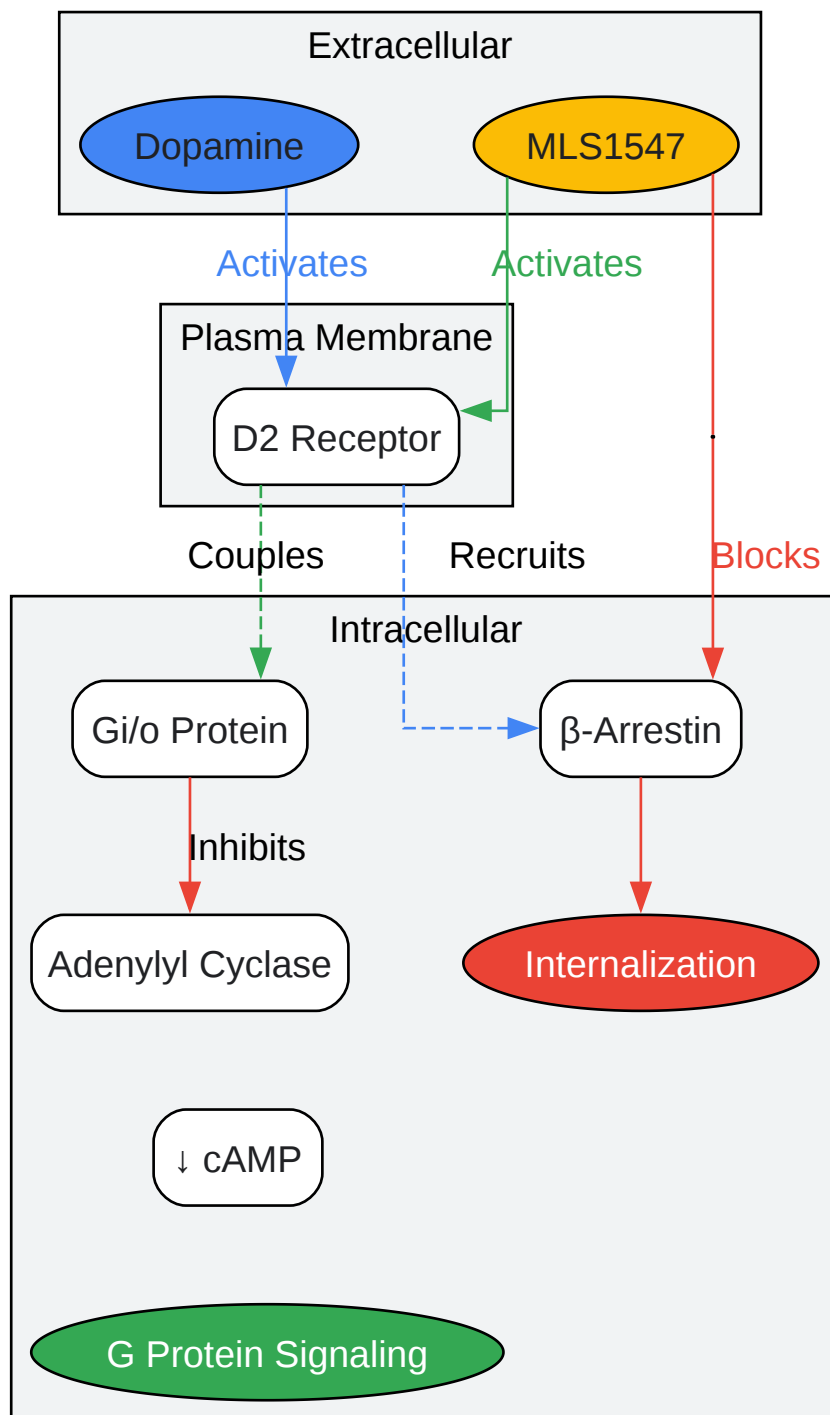 Extracellular
Dopamine
MLS1547
Activates
Activates
Plasma Membrane
D2 Receptor
Couples
Recruits
Blocks
Intracellular
Gi/o Protein
β-Arrestin
Inhibits
Adenylyl Cyclase
Internalization
↓ cAMP
G Protein Signaling